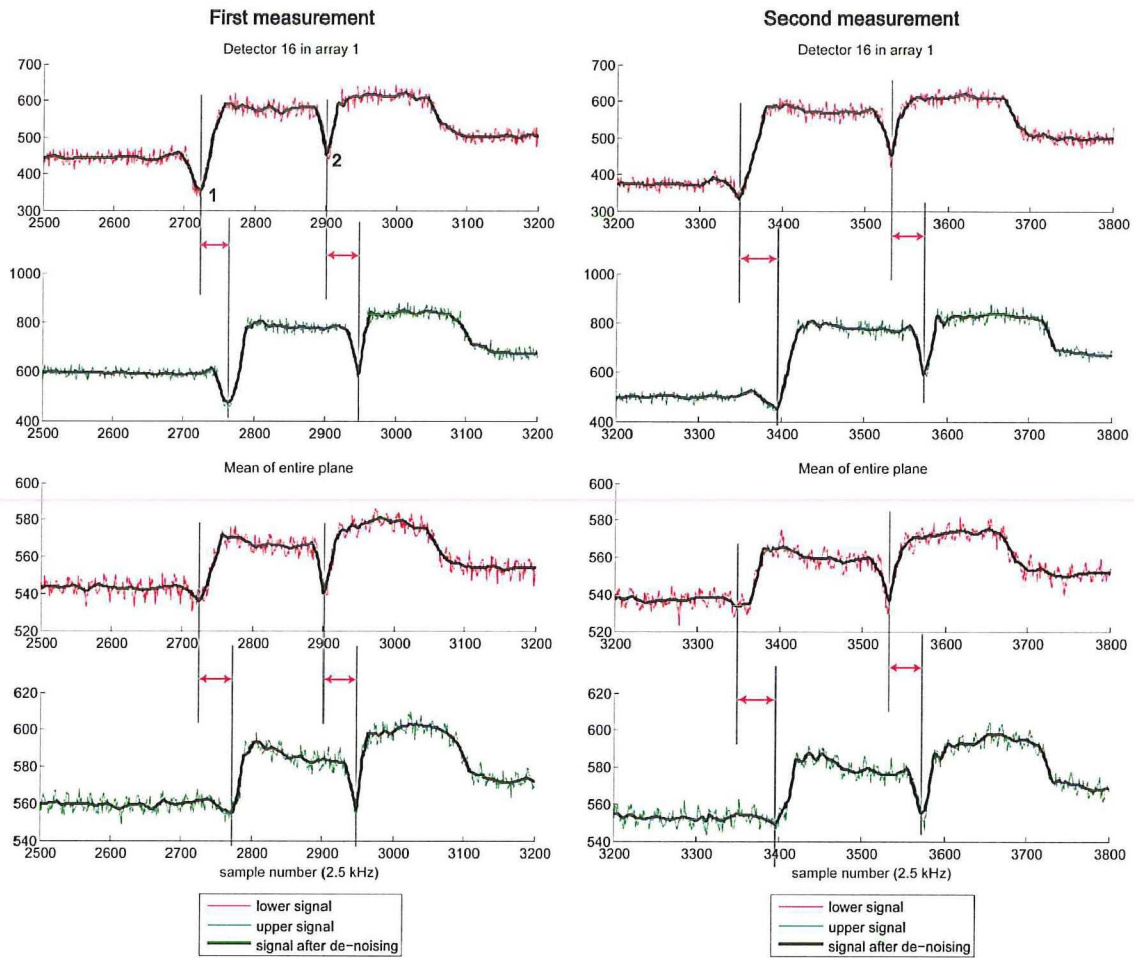 First measurement
Detector 16 in array 1
700
600
500
400
300
1
2
2500 2600 2700 2800 2900 3000 3100 3200
1000
800
600
400
2500 2600 2700 2800 2900 3000 3100 3200
Mean of entire plane
600
580
560
540
520
2500 2600 2700 2800 2900 3000 3100 3200
620
600
580
560
540
2500 2600 2700 2800 2900 3000 3100 3200
sample number (2.5 kHz)
lower signal
upper signal
signal after de-noising
Second measurement
Detector 16 in array 1
700
600
500
400
300
3200 3300 3400 3500 3600 3700 3800
1000
800
600
400
3200 3300 3400 3500 3600 3700 3800
Mean of entire plane
600
580
560
540
520
3200 3300 3400 3500 3600 3700 3800
620
600
580
560
540
3200 3300 3400 3500 3600 3700 3800
sample number (2.5 kHz)
lower signal
upper signal
signal after de-noising